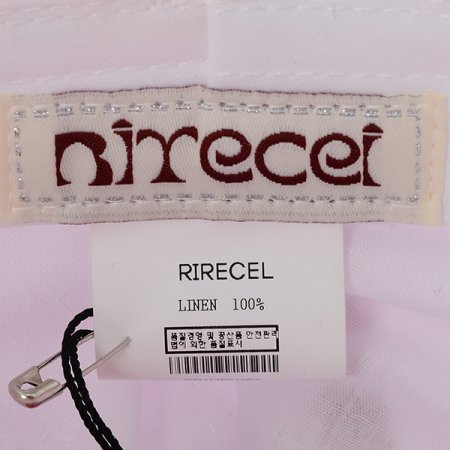 Rirecel
RIRECEL
LINEN 100%
품질경영 및 공산품 안전관리
법에 의한 품질표시